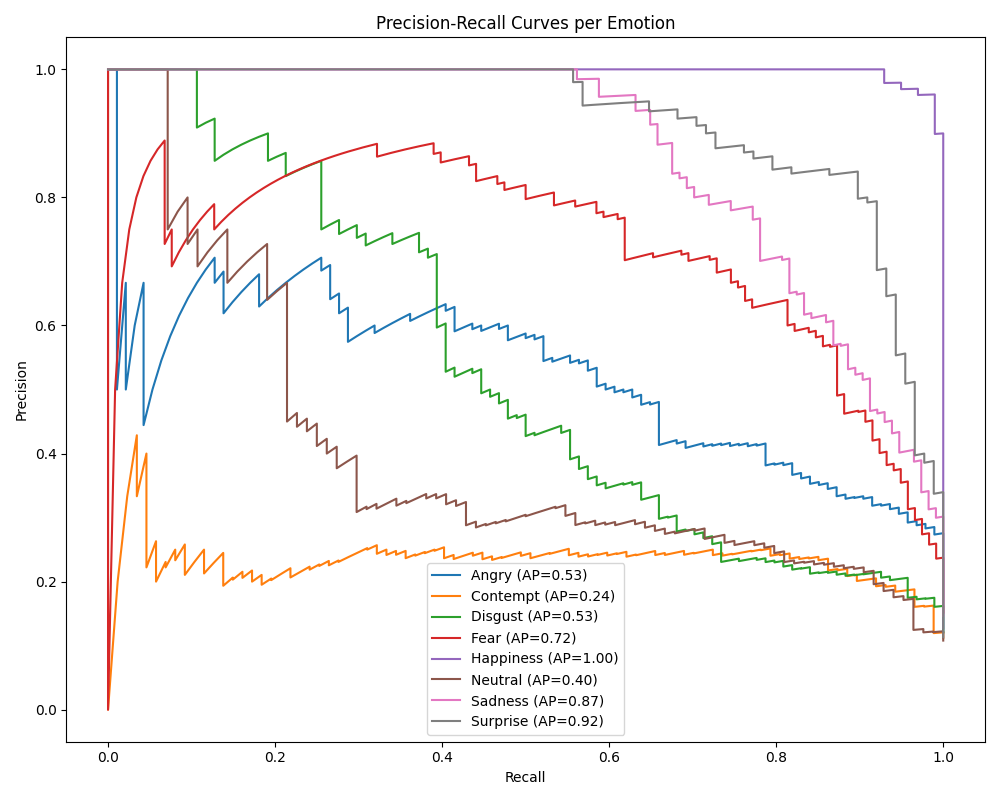 Precision-Recall Curves per Emotion
Precision
1.0
0.8
0.6
0.4
0.2
0.0
Angry (AP=0.53)
Contempt (AP=0.24)
Disgust (AP=0.53)
Fear (AP=0.72)
Happiness (AP=1.00)
Neutral (AP=0.40)
Sadness (AP=0.87)
Surprise (AP=0.92)
0.0 0.2 0.4 0.6 0.8 1.0
Recall